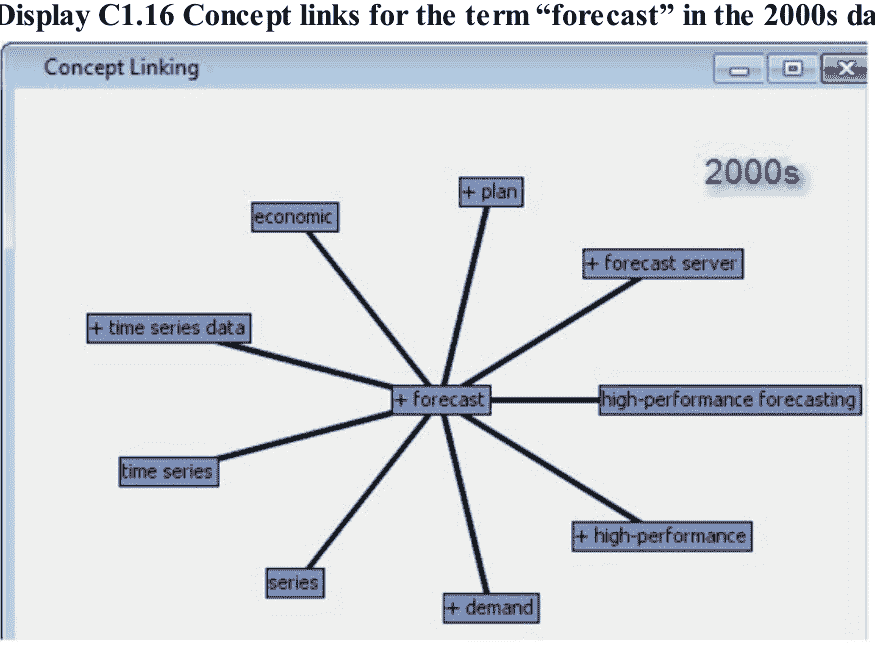 Display C1.16 Concept links for the term “forecast” in the 2000s da
Concept Linking
2000s
+ plan
economic
+ forecast server
+ time series data
+ forecast
high-performance forecasting
time series
+ high-performance
series
+ demand